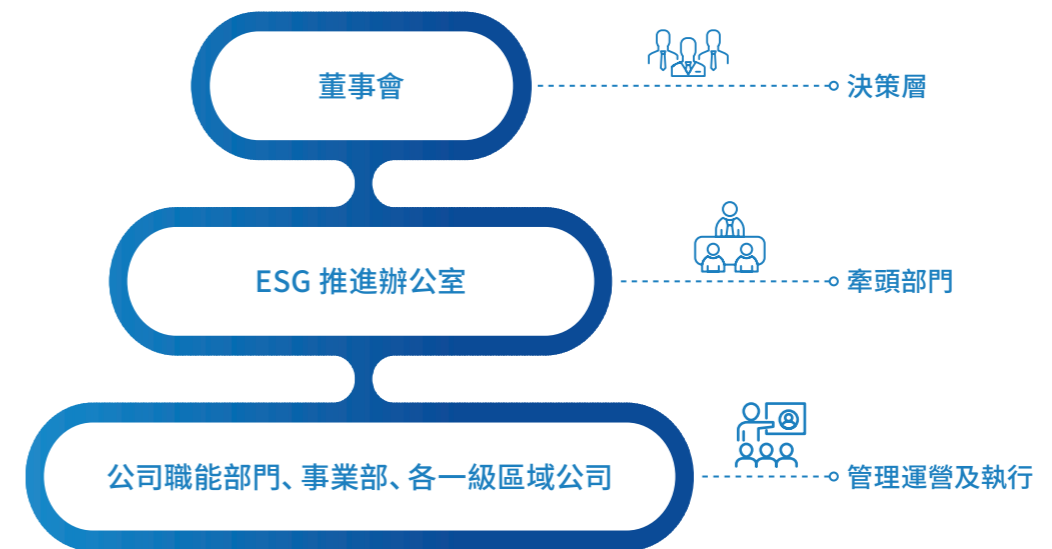 董事會
決策層
ESG 推進辦公室
牽頭部門
公司職能部門、事業部、各一級區域公司
管理運營及執行